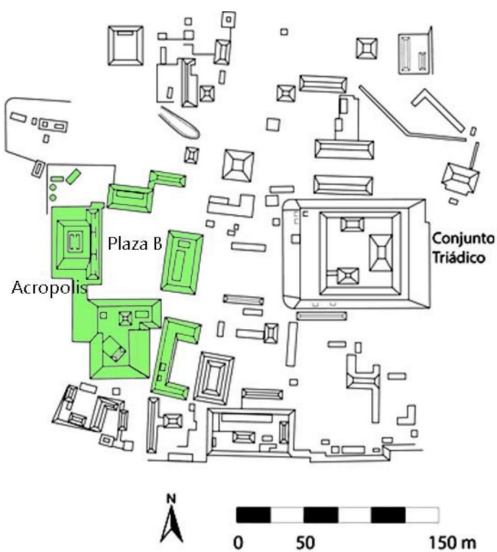 Plaza B
Conjunto
Triádico
Acropolis
N
0 50 150 m